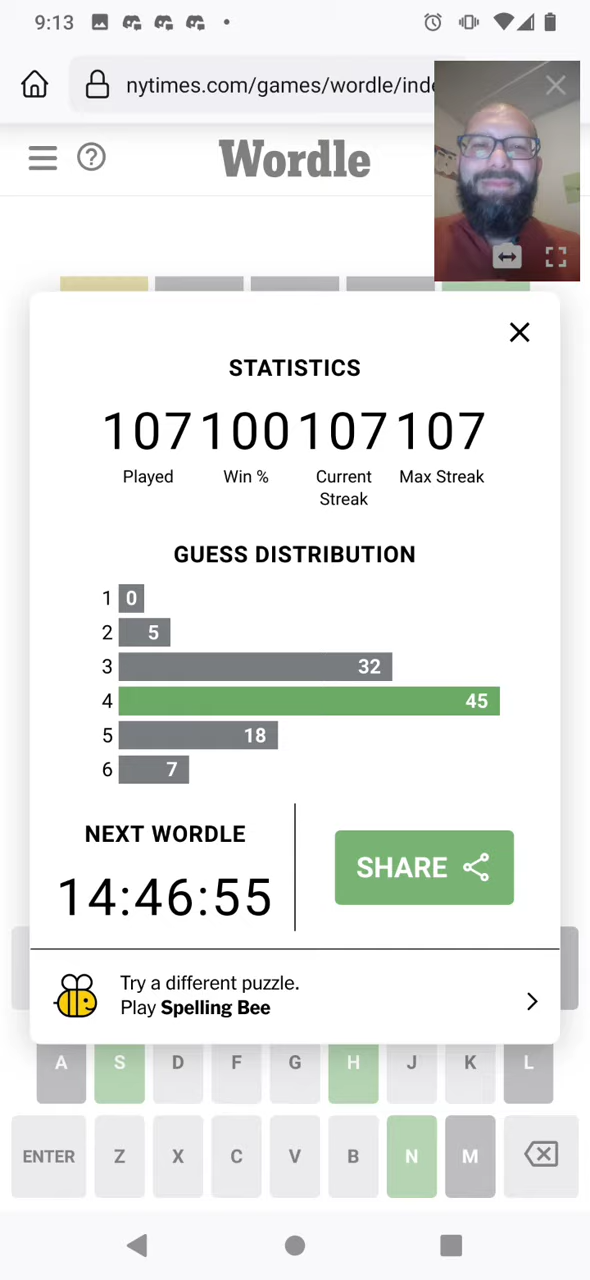 9:13
nytimes.com/games/wordle/inde
Wordle
STATISTICS
107 100 107 107
Played Win % Current Streak Max Streak
GUESS DISTRIBUTION
1 0
2 5
3 32
4 45
5 18
6 7
NEXT WORDLE
14:46:55
SHARE
Try a different puzzle.
Play Spelling Bee
A S D F G H J K L
ENTER Z X C V B N M